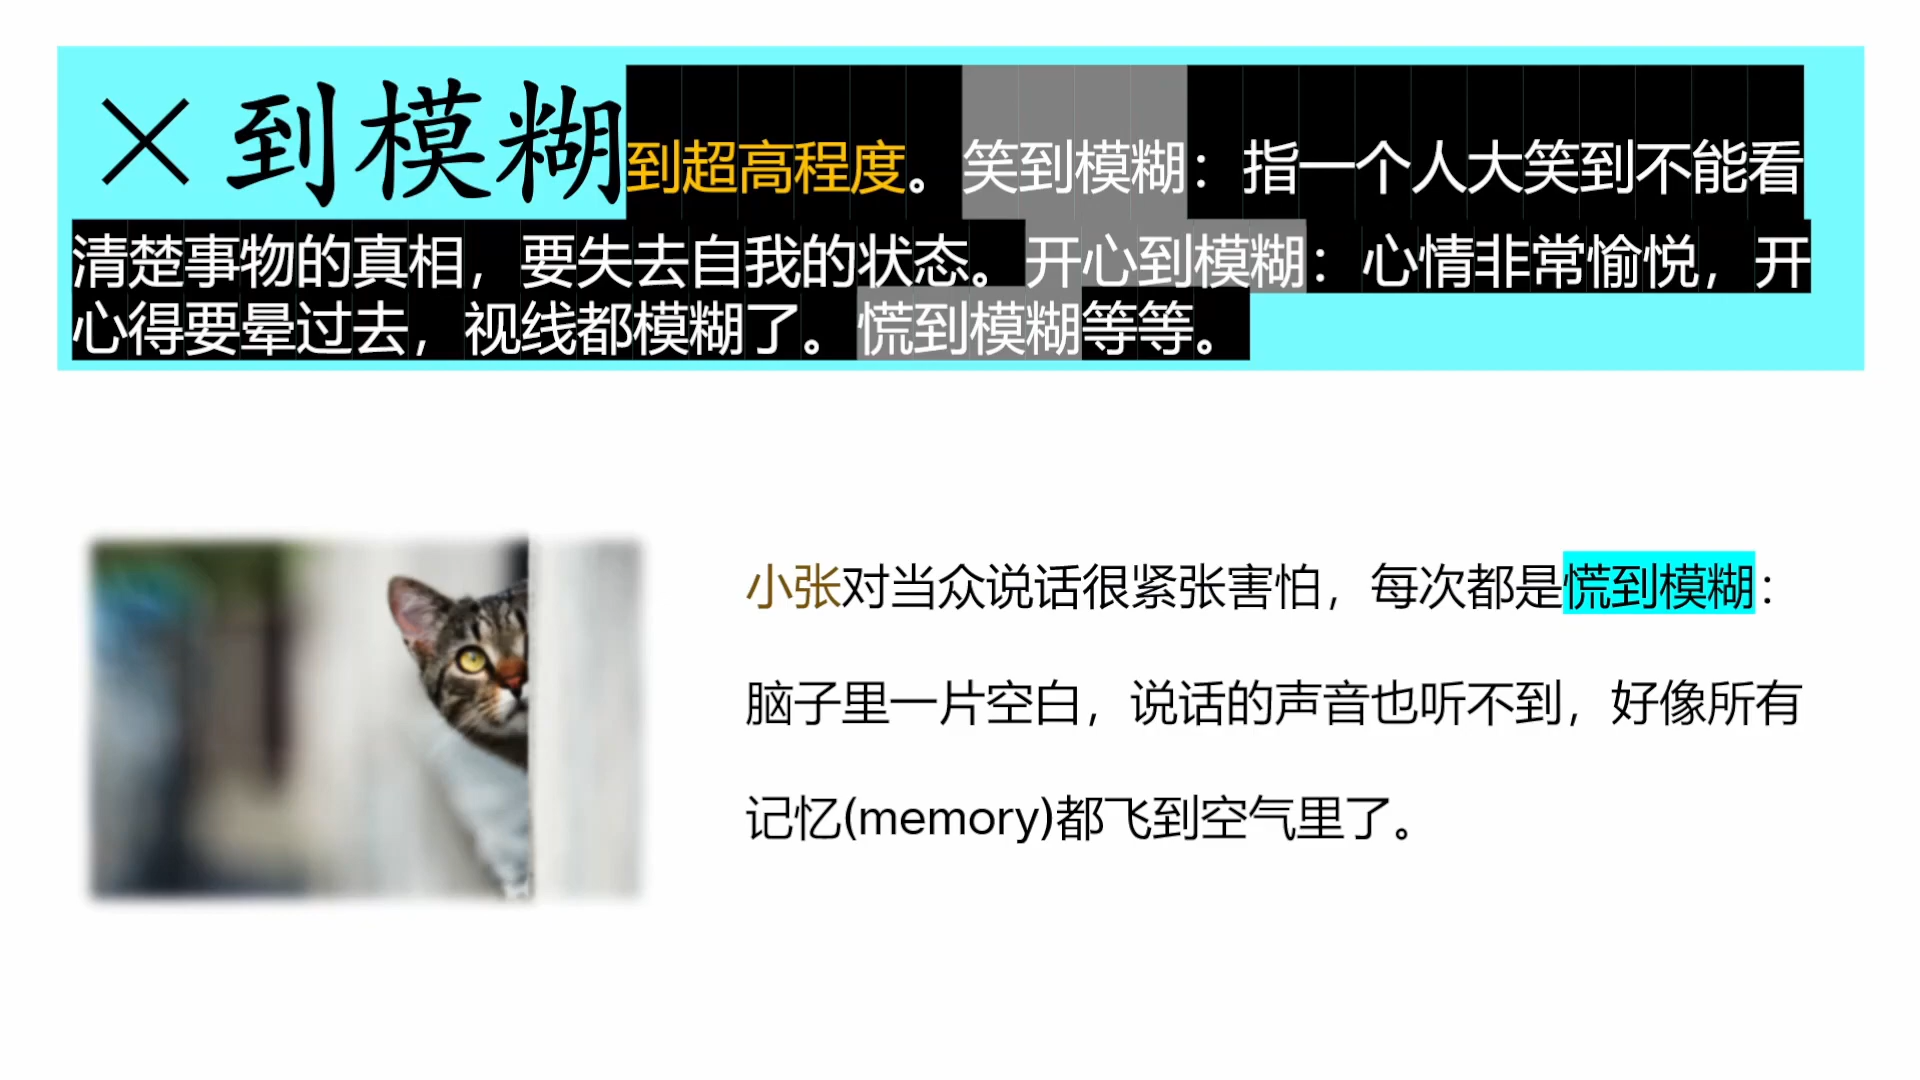 ×到模糊到超高程度。笑到模糊：指一个人大笑到不能看
清楚事物的真相，要失去自我的状态。开心到模糊：心情非常愉悦，开
心得要晕过去，视线都模糊了。慌到模糊等等。
小张对当众说话很紧张害怕，每次都是慌到模糊：
脑子里一片空白，说话的声音也听不到，好像所有
记忆(memory)都飞到空气里了。